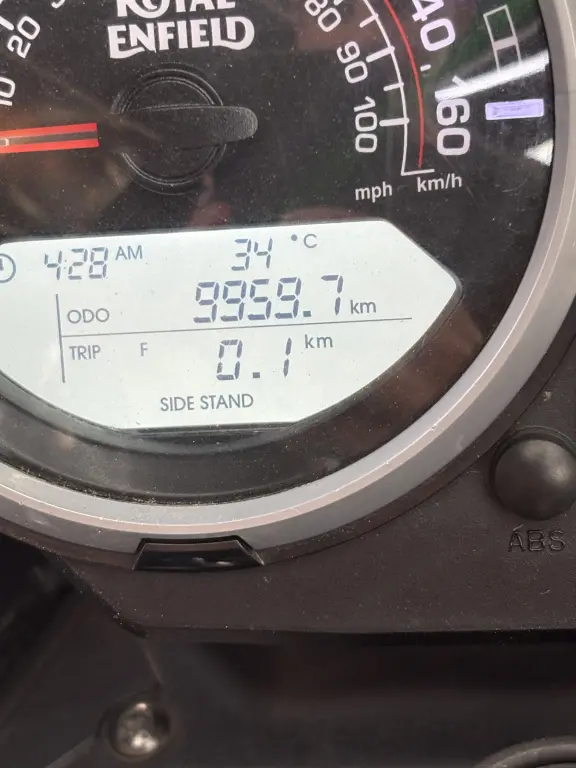 ROYAL
ENFIELD
10
20
80
90
100
mph
140
160
km/h
4:28 AM 34 °C
ODO 9959.7 km
TRIP F 0.1 km
SIDE STAND
ABS